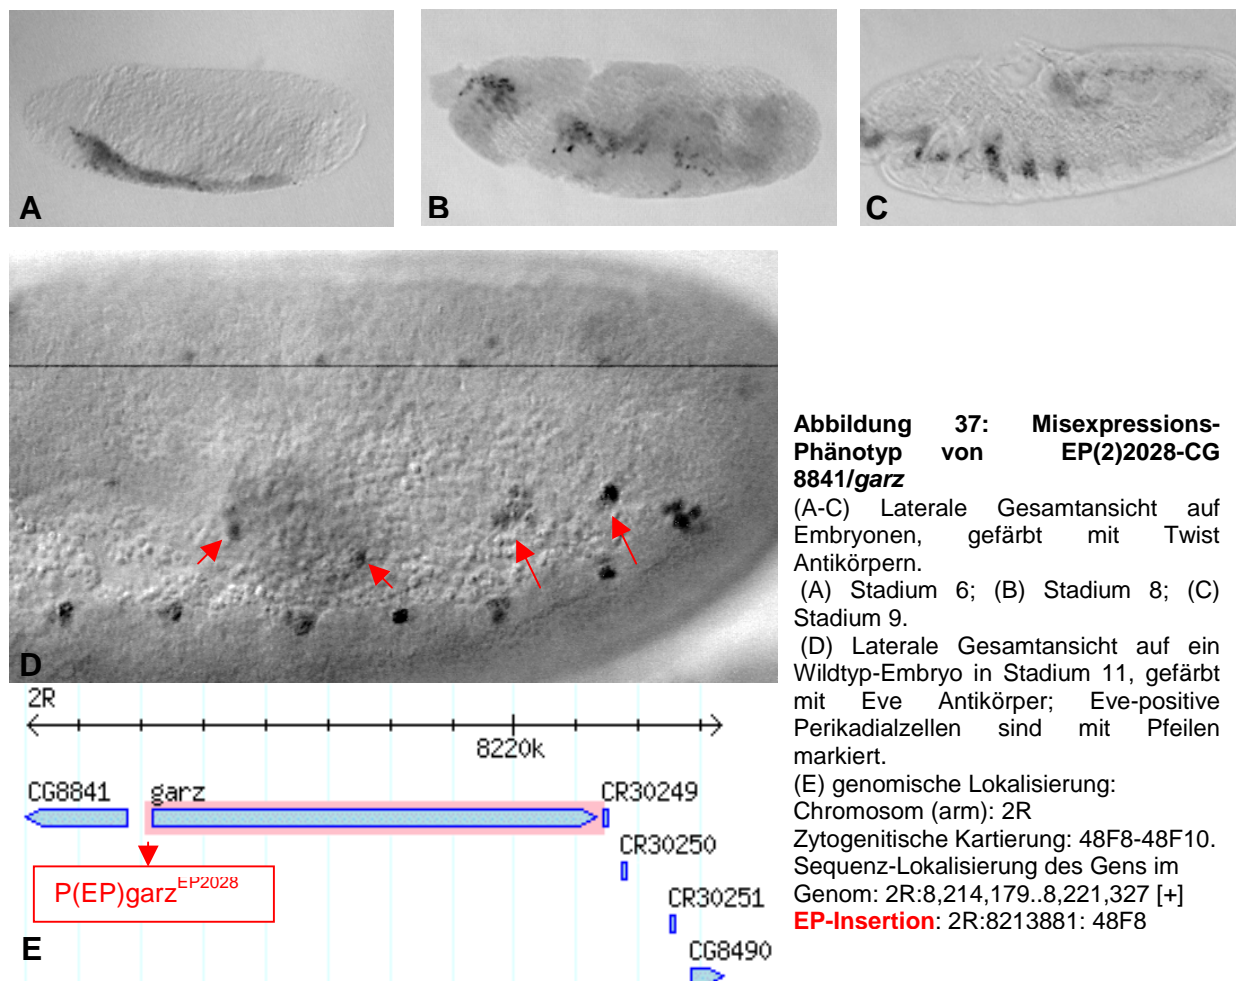 A
B
C
D
Abbildung 37: Misexpressions-
Phänotyp von EP(2)2028-CG
8841/garz
(A-C) Laterale Gesamtansicht auf
Embryonen, gefärbt mit Twist
Antikörpern.
(A) Stadium 6; (B) Stadium 8; (C)
Stadium 9.
(D) Laterale Gesamtansicht auf ein
Wildtyp-Embryo in Stadium 11, gefärbt
mit Eve Antikörper; Eve-positive
Perikadialzellen sind mit Pfeilen
markiert.
(E) genomische Lokalisierung:
Chromosom (arm): 2R
Zytogenitische Kartierung: 48F8-48F10.
Sequenz-Lokalisierung des Gens im
Genom: 2R:8,214,179..8,221,327 [+]
EP-Insertion: 2R:8213881: 48F8
2R
8220k
CG8841 garz CR30249
CR30250
P(EP)garzEP2028
CR30251
E
CG8490